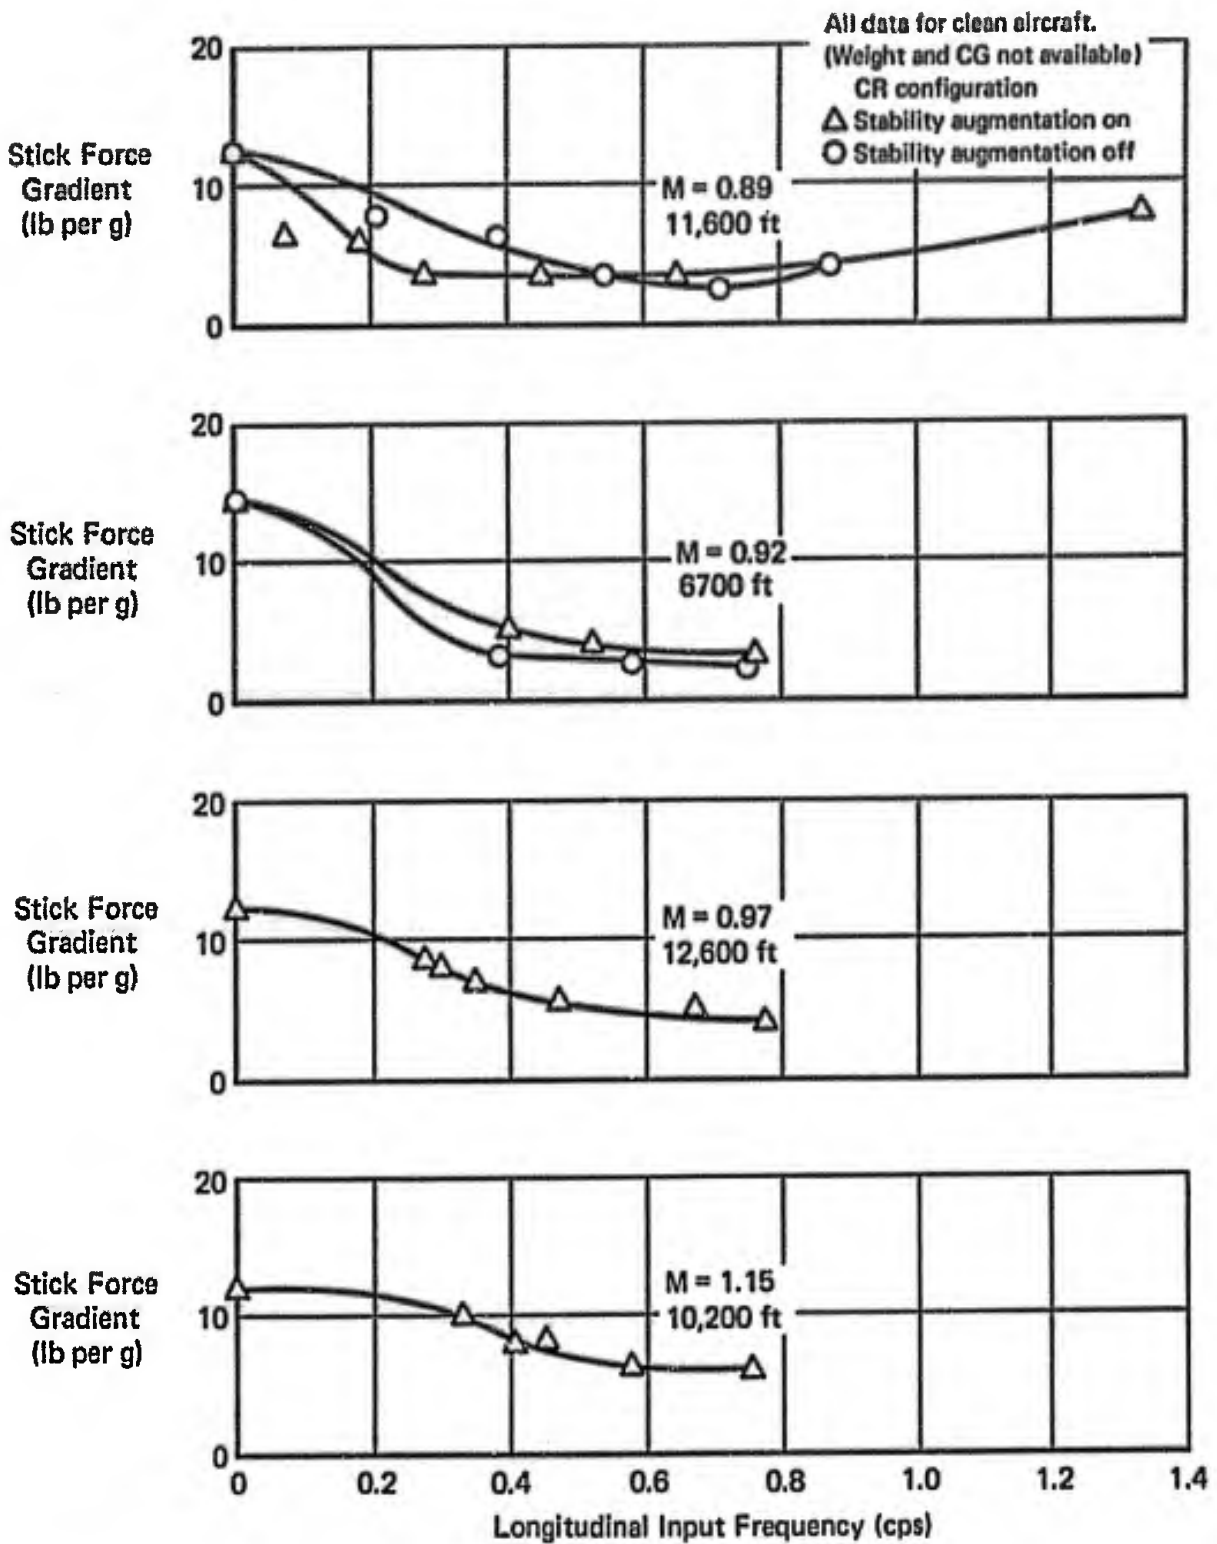 All data for clean aircraft.
(Weight and CG not available)
CR configuration
△ Stability augmentation on
○ Stability augmentation off
20
10
0
Stick Force
Gradient
(lb per g)
M = 0.89
11,600 ft
20
10
0
Stick Force
Gradient
(lb per g)
M = 0.92
6700 ft
20
10
0
Stick Force
Gradient
(lb per g)
M = 0.97
12,600 ft
20
10
0
Stick Force
Gradient
(lb per g)
M = 1.15
10,200 ft
0 0.2 0.4 0.6 0.8 1.0 1.2 1.4
Longitudinal Input Frequency (cps)